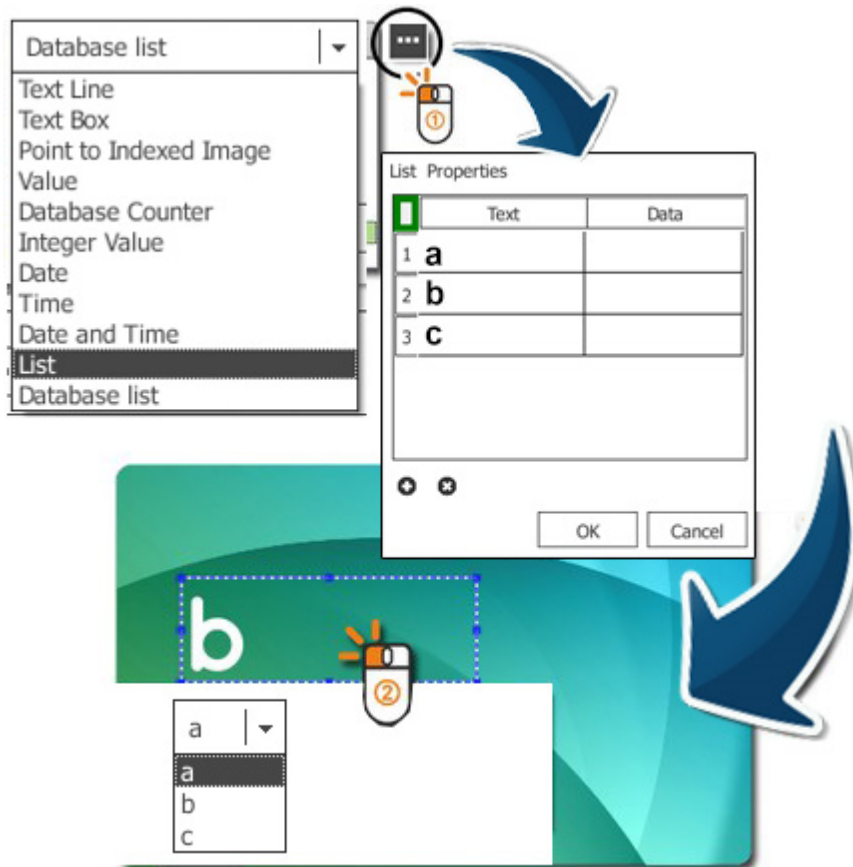 Database list
Text Line
Text Box
Point to Indexed Image
Value
Database Counter
Integer Value
Date
Time
Date and Time
List
Database list
①
List Properties
Text Data
1 a
2 b
3 c
OK Cancel
b
②
a
a
b
c